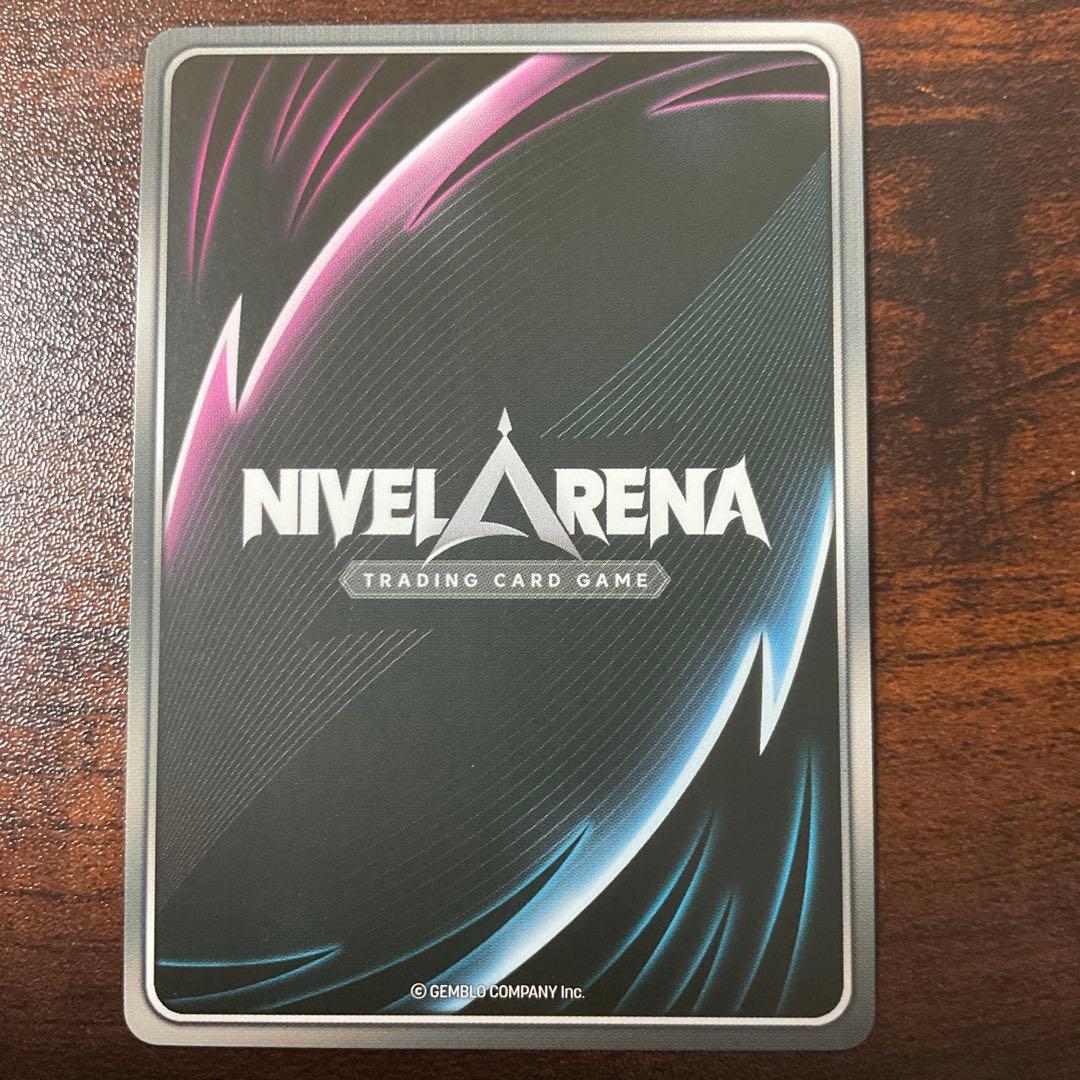 NIVEL ARENA
TRADING CARD GAME
© GEMBLO COMPANY Inc.